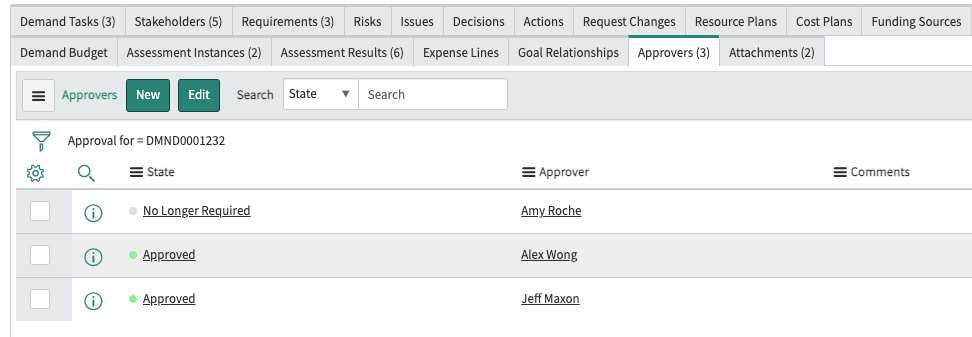 Demand Tasks (3) Stakeholders (5) Requirements (3) Risks Issues Decisions Actions Request Changes Resource Plans Cost Plans Funding Sources
Demand Budget Assessment Instances (2) Assessment Results (6) Expense Lines Goal Relationships Approvers (3) Attachments (2)
Approvers New Edit Search State Search
Approval for = DMND0001232
State Approver Comments
No Longer Required Amy Roche
Approved Alex Wong
Approved Jeff Maxon